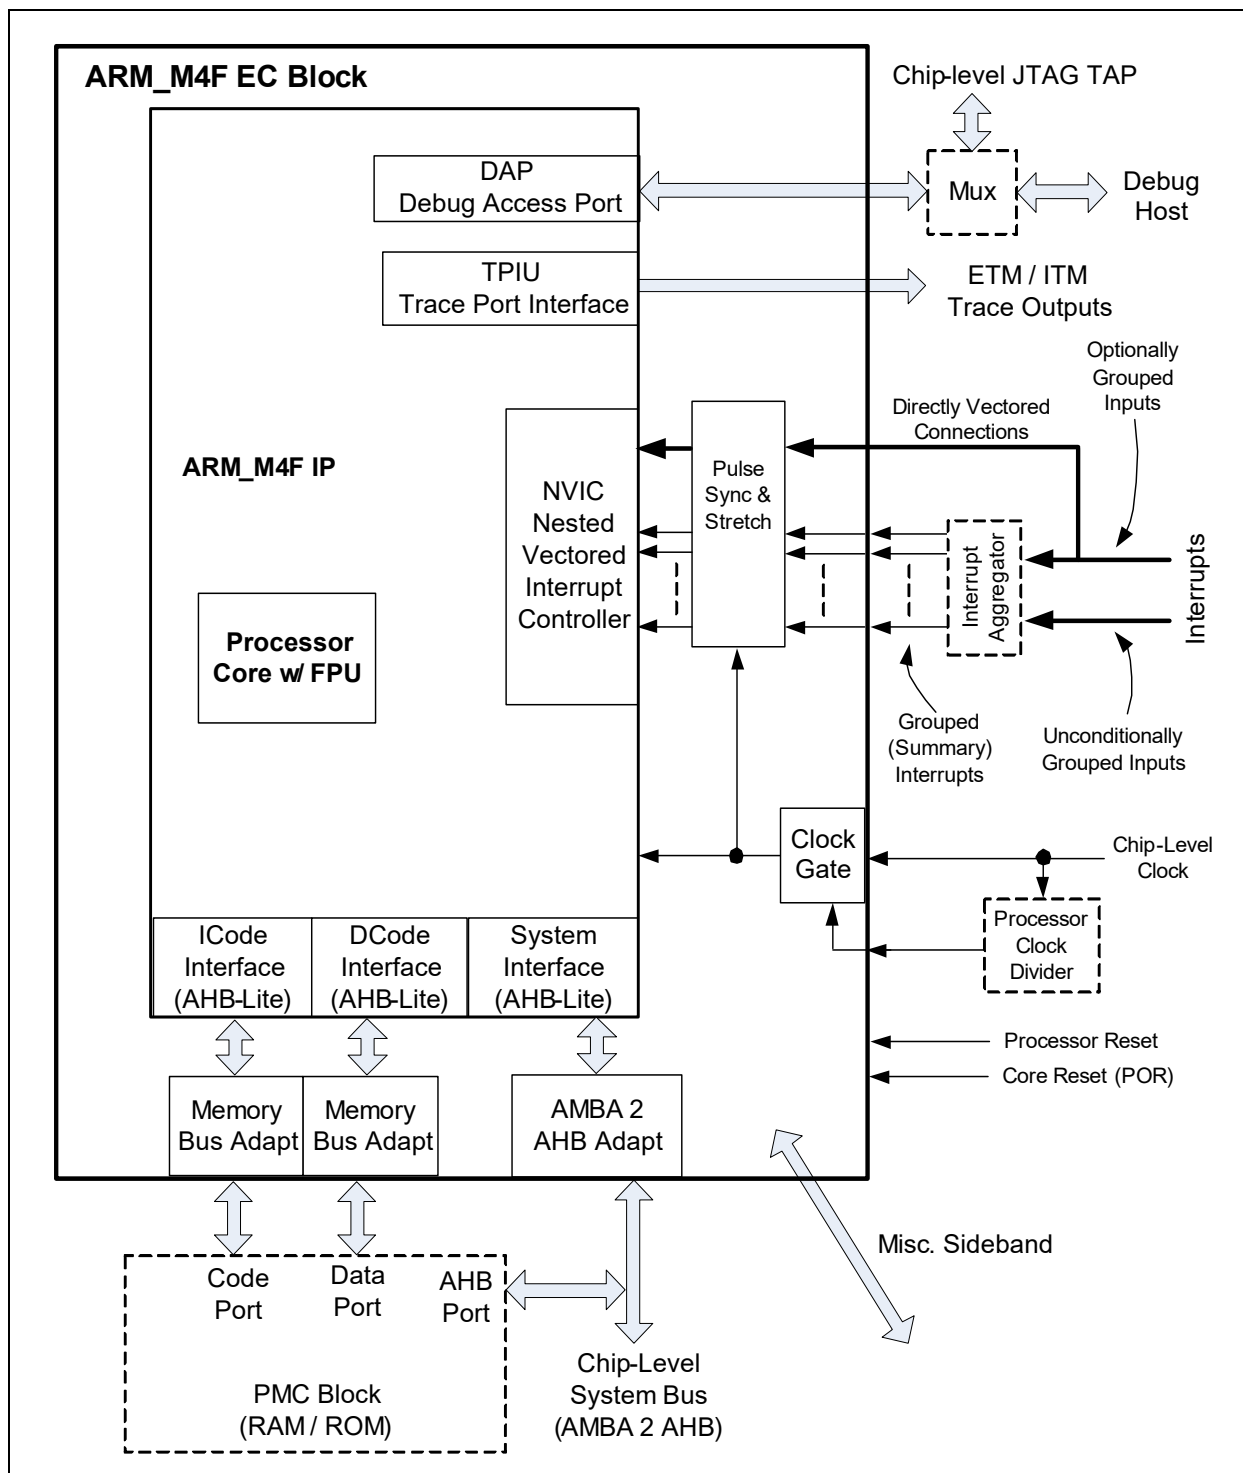 ARM_M4F EC Block
Chip-level JTAG TAP
DAP
Debug Access Port
Mux
Debug
Host
TPIU
Trace Port Interface
ETM / ITM
Trace Outputs
Optionally
Grouped
Inputs
Directly Vectored
Connections
ARM_M4F IP
NVIC
Nested
Vectored
Interrupt
Controller
Pulse
Sync &
Stretch
Interrupt
Aggregator
Interrupts
Processor
Core w/ FPU
Grouped
(Summary)
Interrupts
Unconditionally
Grouped Inputs
Clock
Gate
Chip-Level
Clock
Processor
Clock
Divider
ICode
Interface
(AHB-Lite)
DCode
Interface
(AHB-Lite)
System
Interface
(AHB-Lite)
Processor Reset
Core Reset (POR)
Memory
Bus Adapt
Memory
Bus Adapt
AMBA 2
AHB Adapt
Misc. Sideband
Code
Port
Data
Port
AHB
Port
PMC Block
(RAM / ROM)
Chip-Level
System Bus
(AMBA 2 AHB)